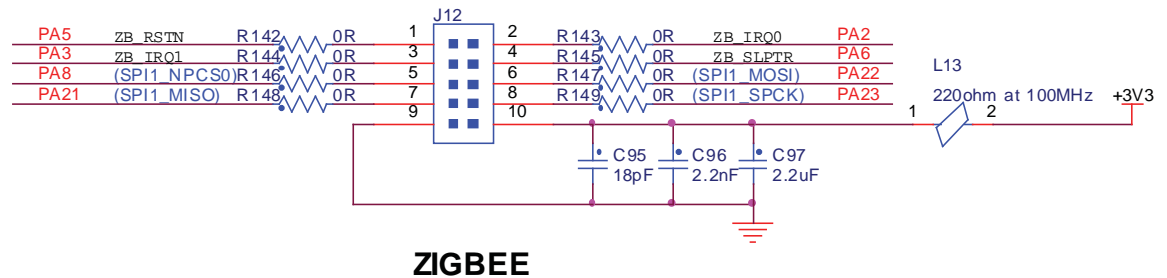 J12
PA5 ZB_RSTN R142 0R 1 2 R143 0R ZB_IRQ0 PA2
PA3 ZB_IRQ1 R144 0R 3 4 R145 0R ZB_SLPTR PA6
PA8 (SPI1_NPCS0) R146 0R 5 6 R147 0R (SPI1_MOSI) PA22
PA21 (SPI1_MISO) R148 0R 7 8 R149 0R (SPI1_SPCK) PA23
9 10
L13
220ohm at 100MHz +3V3
1 2
C95 C96 C97
18pF 2.2nF 2.2uF
ZIGBEE